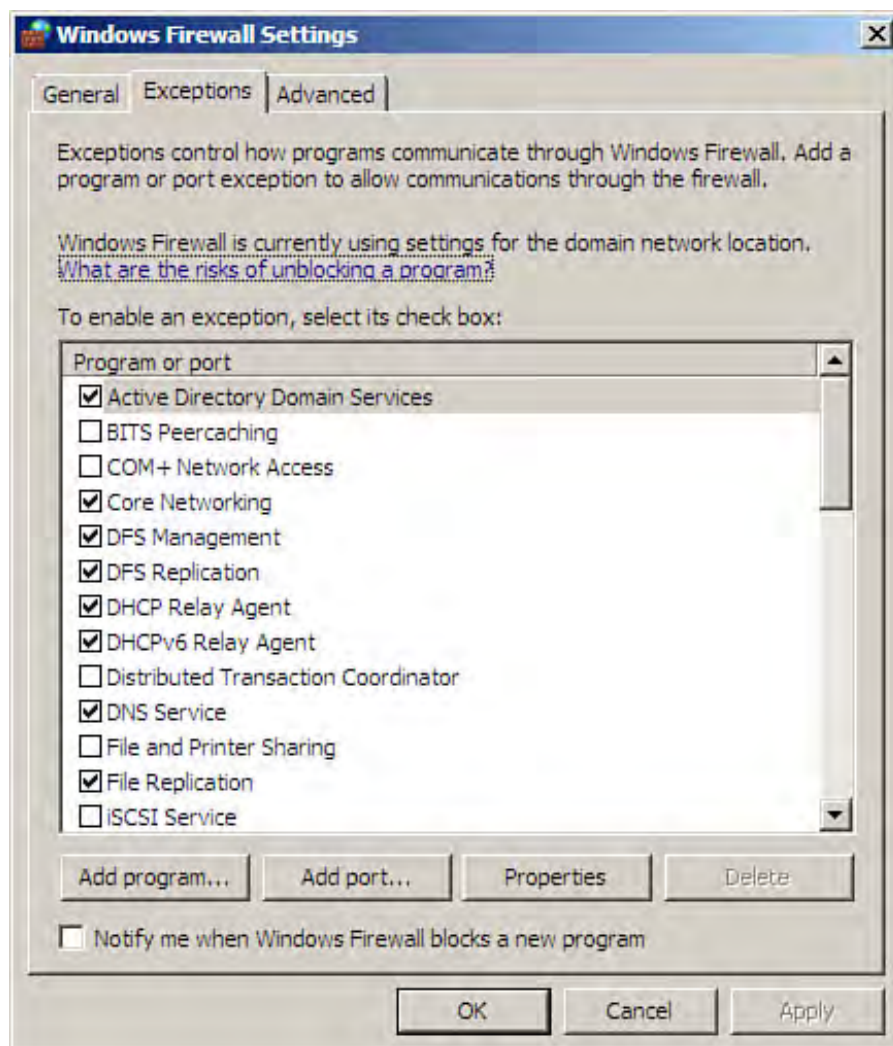 Windows Firewall Settings
General Exceptions Advanced
Exceptions control how programs communicate through Windows Firewall. Add a
program or port exception to allow communications through the firewall.
Windows Firewall is currently using settings for the domain network location.
What are the risks of unblocking a program?
To enable an exception, select its check box:
Program or port
Active Directory Domain Services
BITS Peercaching
COM+ Network Access
Core Networking
DFS Management
DFS Replication
DHCP Relay Agent
DHCPv6 Relay Agent
Distributed Transaction Coordinator
DNS Service
File and Printer Sharing
File Replication
iSCSI Service
Add program... Add port... Properties Delete
Notify me when Windows Firewall blocks a new program
OK Cancel Apply